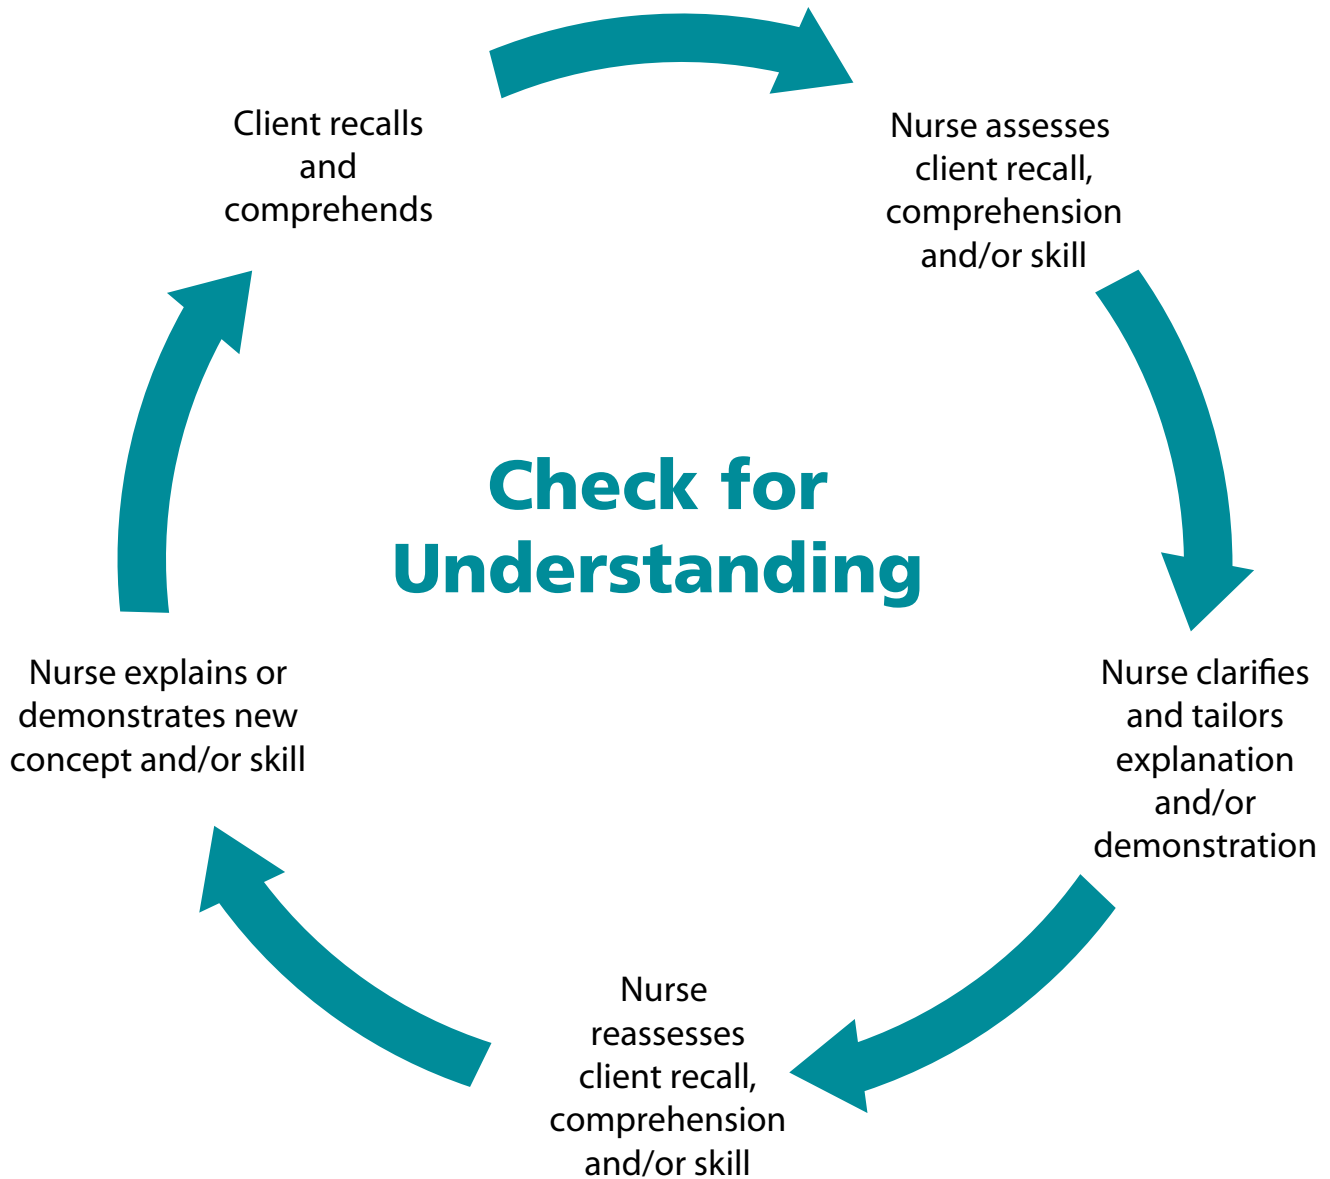 Client recalls
and
comprehends
Nurse assesses
client recall,
comprehension
and/or skill
Check for
Understanding
Nurse explains or
demonstrates new
concept and/or skill
Nurse clarifies
and tailors
explanation
and/or
demonstration
Nurse
reassesses
client recall,
comprehension
and/or skill